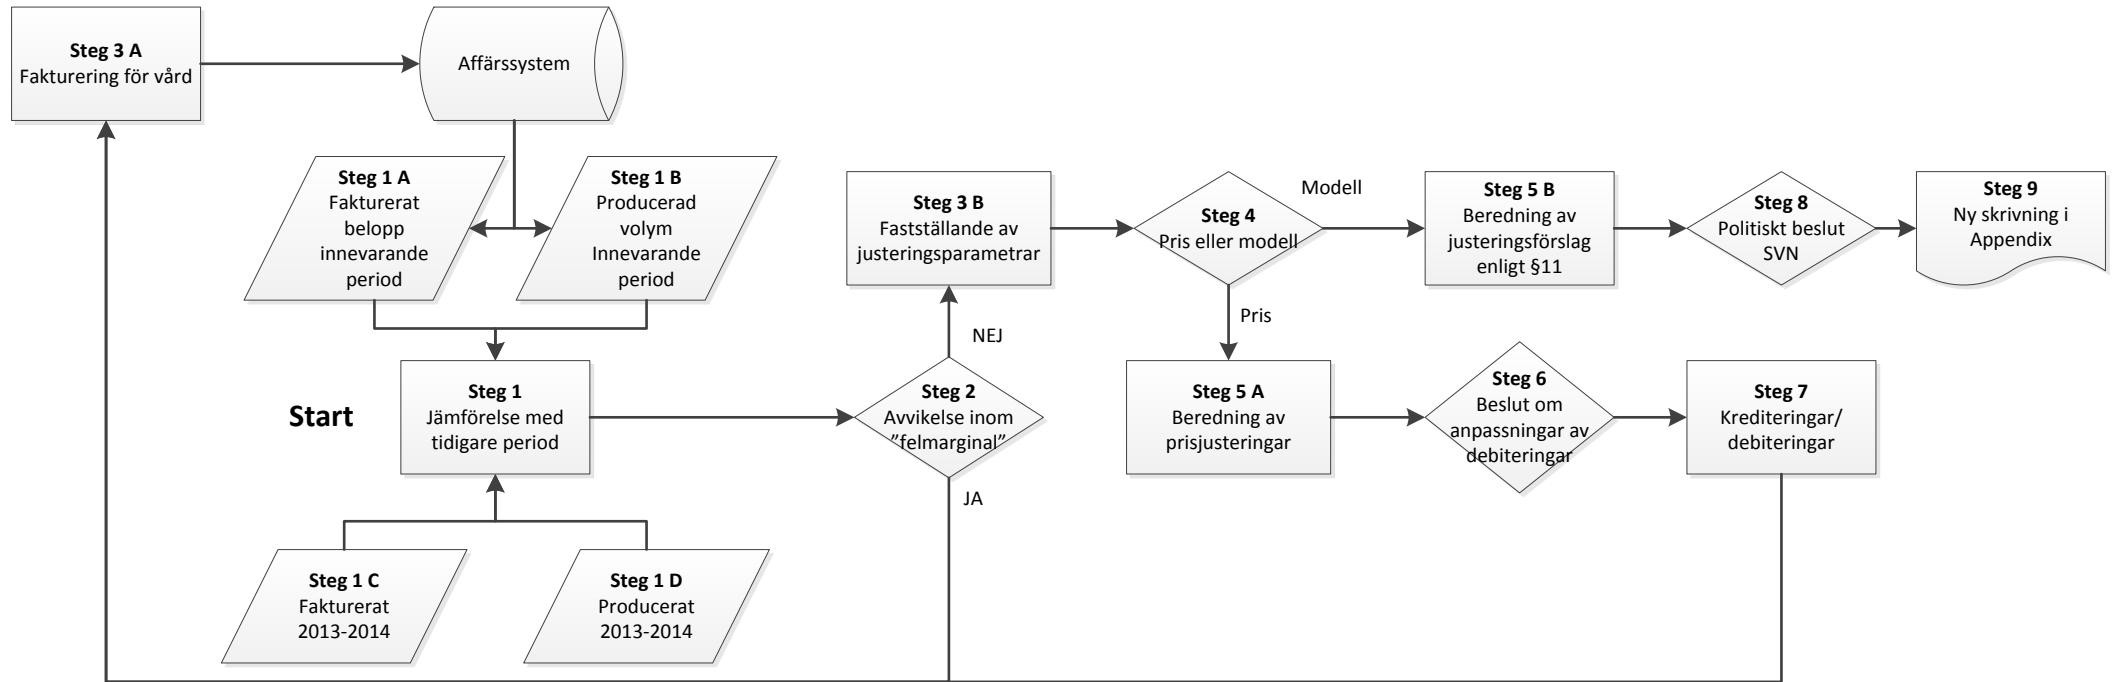 Steg 3 A
Fakturering för vård
Affärssystem
Steg 1 A
Fakturerat
belopp
innevarande
period
Steg 1 B
Producerad
volym
Innevarande
period
Steg 3 B
Fastställande av
justeringsparametrar
Steg 4
Pris eller modell
Modell
Steg 5 B
Beredning av
justeringsförslag
enligt §11
Steg 8
Politiskt beslut
SVN
Steg 9
Ny skrivning i
Appendix
Pris
NEJ
Start
Steg 1
Jämförelse med
tidigare period
Steg 2
Avvikelse inom
”felmarginal”
JA
Steg 5 A
Beredning av
prisjusteringar
Steg 6
Beslut om
anpassningar av
debiteringar
Steg 7
Krediteringar/
debiteringar
Steg 1 C
Fakturerat
2013-2014
Steg 1 D
Producerat
2013-2014